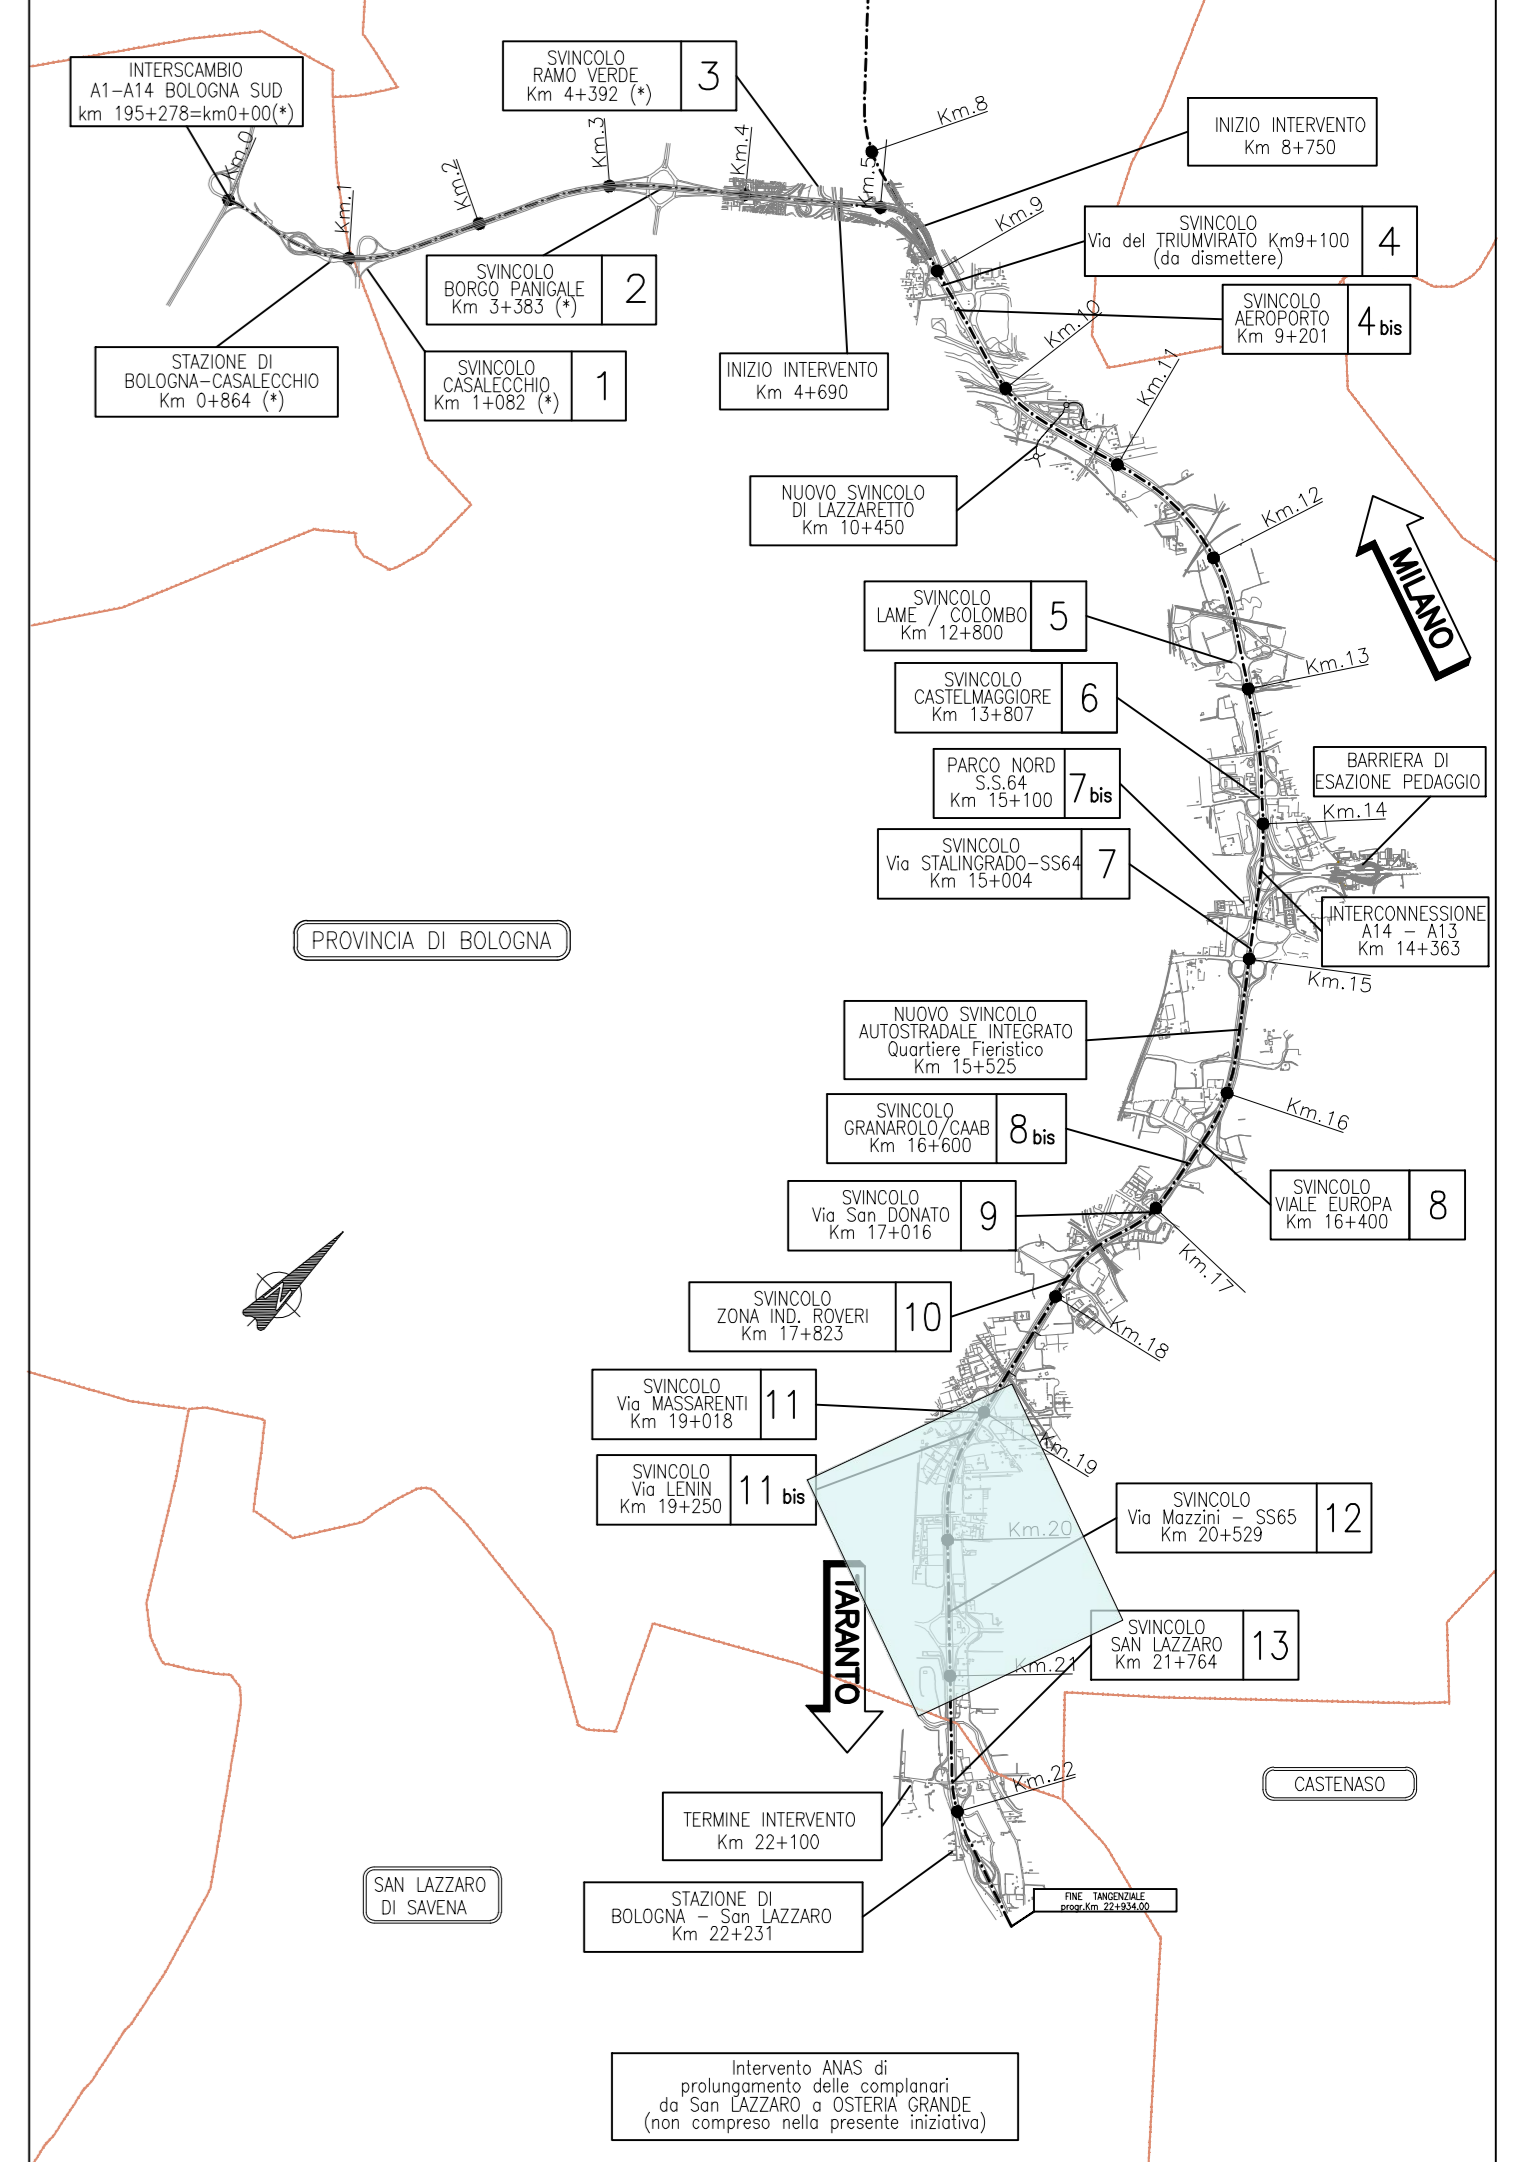 INTERSCAMBIO
A1-A14 BOLOGNA SUD
km 195+278=km0+00(*)
SVINCOLO
RAMO VERDE
Km 4+392 (*)
3
INIZIO INTERVENTO
Km 8+750
Km.0
Km.1
Km.2
Km.3
Km.4
Km.5
Km.8
Km.9
SVINCOLO
Via del TRIUMVIRATO Km9+100
(da dismettere)
4
SVINCOLO
BORGO PANIGALE
Km 3+383 (*)
2
SVINCOLO
AEROPORTO
Km 9+201
4 bis
Km.10
STAZIONE DI
BOLOGNA-CASALECCHIO
Km 0+864 (*)
SVINCOLO
CASALECCHIO
Km 1+082 (*)
1
INIZIO INTERVENTO
Km 4+690
Km.11
NUOVO SVINCOLO
DI LAZZARETTO
Km 10+450
Km.12
MILANO
SVINCOLO
LAME / COLOMBO
Km 12+800
5
Km.13
SVINCOLO
CASTELMAGGIORE
Km 13+807
6
PARCO NORD
S.S.64
Km 15+100
7 bis
BARRIERA DI
ESAZIONE PEDAGGIO
Km.14
SVINCOLO
Via STALINGRADO-SS64
Km 15+004
7
INTERCONNESSIONE
A14 - A13
Km 14+363
PROVINCIA DI BOLOGNA
Km.15
NUOVO SVINCOLO
AUTOSTRADALE INTEGRATO
Quartiere Fieristico
Km 15+525
Km.16
SVINCOLO
GRANAROLO/CAAB
Km 16+600
8 bis
SVINCOLO
VIALE EUROPA
Km 16+400
8
SVINCOLO
Via San DONATO
Km 17+016
9
Km.17
SVINCOLO
ZONA IND. ROVERI
Km 17+823
10
Km.18
SVINCOLO
Via MASSARENTI
Km 19+018
11
Km.19
SVINCOLO
Via LENIN
Km 19+250
11 bis
SVINCOLO
Via Mazzini - SS65
Km 20+529
12
Km.20
TARANTO
SVINCOLO
SAN LAZZARO
Km 21+764
13
Km.21
Km.22
CASTENASO
TERMINE INTERVENTO
Km 22+100
SAN LAZZARO
DI SAVENA
STAZIONE DI
BOLOGNA - San LAZZARO
Km 22+231
FINE TANGENZIALE
progr.Km 22+934.00
Intervento ANAS di
prolungamento delle complanari
da San LAZZARO a OSTERIA GRANDE
(non compreso nella presente iniziativa)